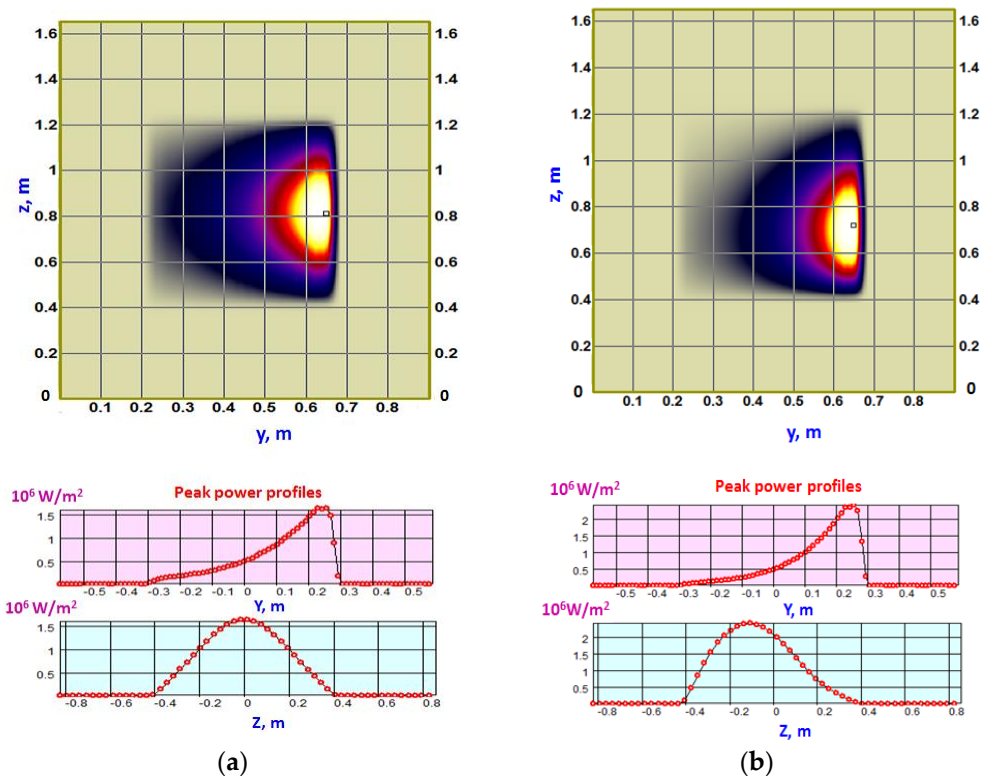 1.6 1.6 1.6 1.6
1.4 1.4 1.4 1.4
1.2 1.2 1.2 1.2
1 1 1 1
z, m z, m
0.8 0.8 0.8 0.8
0.6 0.6 0.6 0.6
0.4 0.4 0.4 0.4
0.2 0.2 0.2 0.2
0 0 0 0
0.1 0.2 0.3 0.4 0.5 0.6 0.7 0.8 0.1 0.2 0.3 0.4 0.5 0.6 0.7 0.8
y, m y, m
10⁶ W/m² Peak power profiles 10⁶ W/m² Peak power profiles
1.5 2
1 1.5
0.5 1
0.5
-0.5 -0.5 -0.3 -0.2 -0.1 0 0.1 0.2 0.3 0.4 0.5 -0.5 -0.5 -0.3 -0.2 -0.1 0 0.1 0.2 0.3 0.4 0.5
Y, m Y, m
10⁶ W/m² 10⁶ W/m²
1.5 2
1 1.5
0.5 1
0.5
-0.8 -0.6 -0.4 -0.2 0 0.2 0.4 0.6 0.8 -0.8 -0.6 -0.4 -0.2 0 0.2 0.4 0.6 0.8
Z, m Z, m
(a) (b)